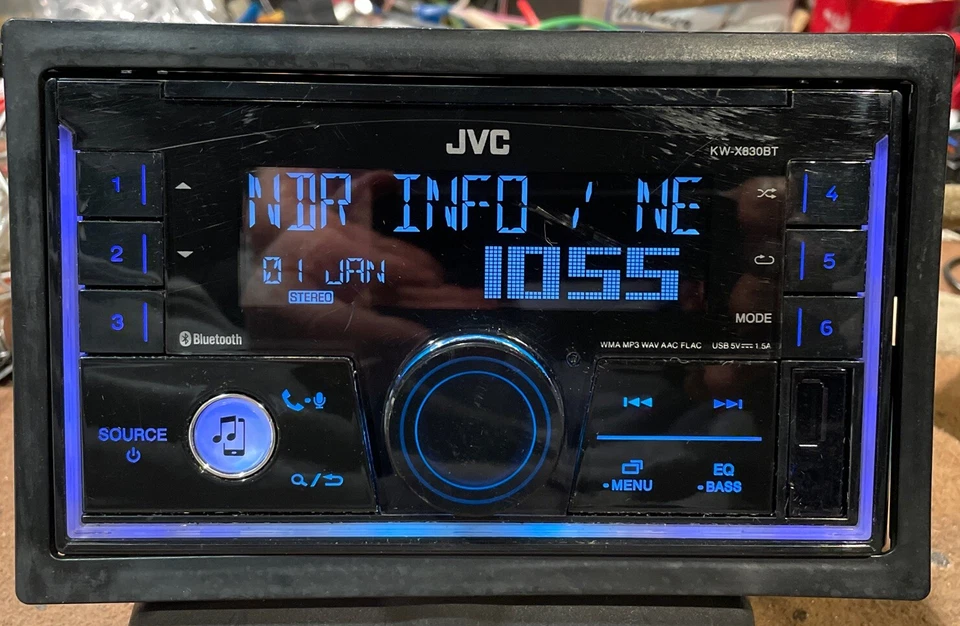 JVC
KW-X830BT
NDR INFO / NE
01 JAN
1055
STEREO
1
2
3
4
5
6
MODE
Bluetooth
WMA MP3 WAV AAC FLAC USB 5V 1.5A
SOURCE
MENU
EQ
BASS